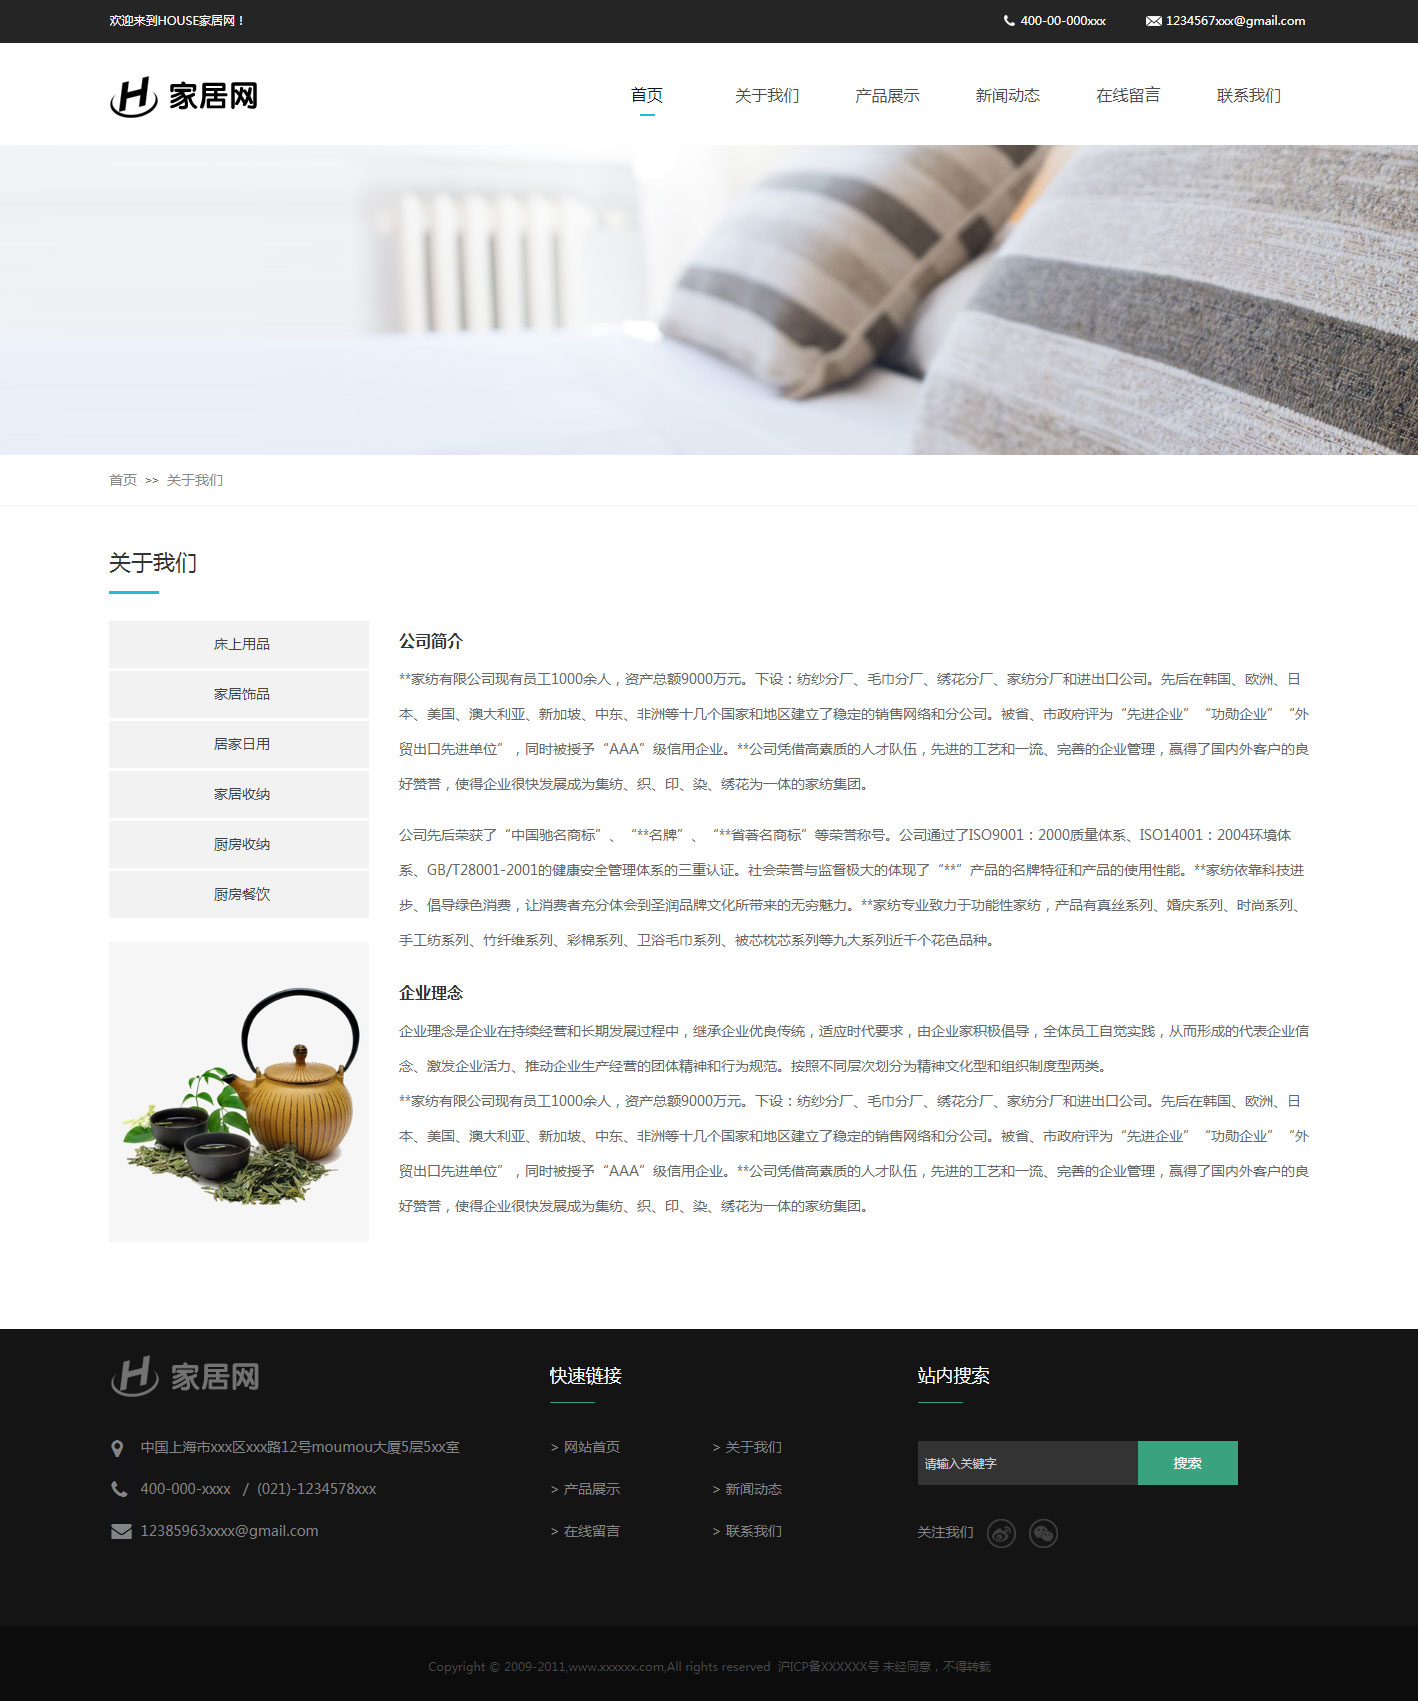 欢迎来到HOUSE家居网！
400-00-000xxx
1234567xxx@gmail.com
H 家居网
首页
关于我们
产品展示
新闻动态
在线留言
联系我们
首页 >> 关于我们
关于我们
床上用品
家居饰品
居家日用
家居收纳
厨房收纳
厨房餐饮
公司简介
**家纺有限公司现有员工1000余人，资产总额9000万元。下设：纺纱分厂、毛巾分厂、绣花分厂、家纺分厂和进出口公司。先后在韩国、欧洲、日
本、美国、澳大利亚、新加坡、中东、非洲等十几个国家和地区建立了稳定的销售网络和分公司。被省、市政府评为“先进企业”“功勋企业”“外
贸出口先进单位”，同时被授予“AAA”级信用企业。**公司凭借高素质的人才队伍，先进的工艺和一流、完善的企业管理，赢得了国内外客户的良
好赞誉，使得企业很快发展成为集纺、织、印、染、绣花为一体的家纺集团。
公司先后荣获了“中国驰名商标”、“**名牌”、“**省著名商标”等荣誉称号。公司通过了ISO9001：2000质量体系、ISO14001：2004环境体
系、GB/T28001-2001的健康安全管理体系的三重认证。社会荣誉与监督极大的体现了“**”产品的名牌特征和产品的使用性能。**家纺依靠科技进
步、倡导绿色消费，让消费者充分体会到圣润品牌文化所带来的无穷魅力。**家纺专业致力于功能性家纺，产品有真丝系列、婚庆系列、时尚系列、
手工纺系列、竹纤维系列、彩棉系列、卫浴毛巾系列、被芯枕芯系列等九大系列近千个花色品种。
企业理念
企业理念是企业在持续经营和长期发展过程中，继承企业优良传统，适应时代要求，由企业家积极倡导，全体员工自觉实践，从而形成的代表企业信
念、激发企业活力、推动企业生产经营的团体精神和行为规范。按照不同层次划分为精神文化型和组织制度型两类。
**家纺有限公司现有员工1000余人，资产总额9000万元。下设：纺纱分厂、毛巾分厂、绣花分厂、家纺分厂和进出口公司。先后在韩国、欧洲、日
本、美国、澳大利亚、新加坡、中东、非洲等十几个国家和地区建立了稳定的销售网络和分公司。被省、市政府评为“先进企业”“功勋企业”“外
贸出口先进单位”，同时被授予“AAA”级信用企业。**公司凭借高素质的人才队伍，先进的工艺和一流、完善的企业管理，赢得了国内外客户的良
好赞誉，使得企业很快发展成为集纺、织、印、染、绣花为一体的家纺集团。
H 家居网
中国上海市xxx区xxx路12号moumou大厦5层5xx室
400-000-xxxx / (021)-1234578xxx
12385963xxxx@gmail.com
快速链接
> 网站首页
> 关于我们
> 产品展示
> 新闻动态
> 在线留言
> 联系我们
站内搜索
请输入关键字
搜索
关注我们
Copyright © 2009-2011,www.xxxxxx.com,All rights reserved 沪ICP备XXXXXX号 未经同意，不得转载